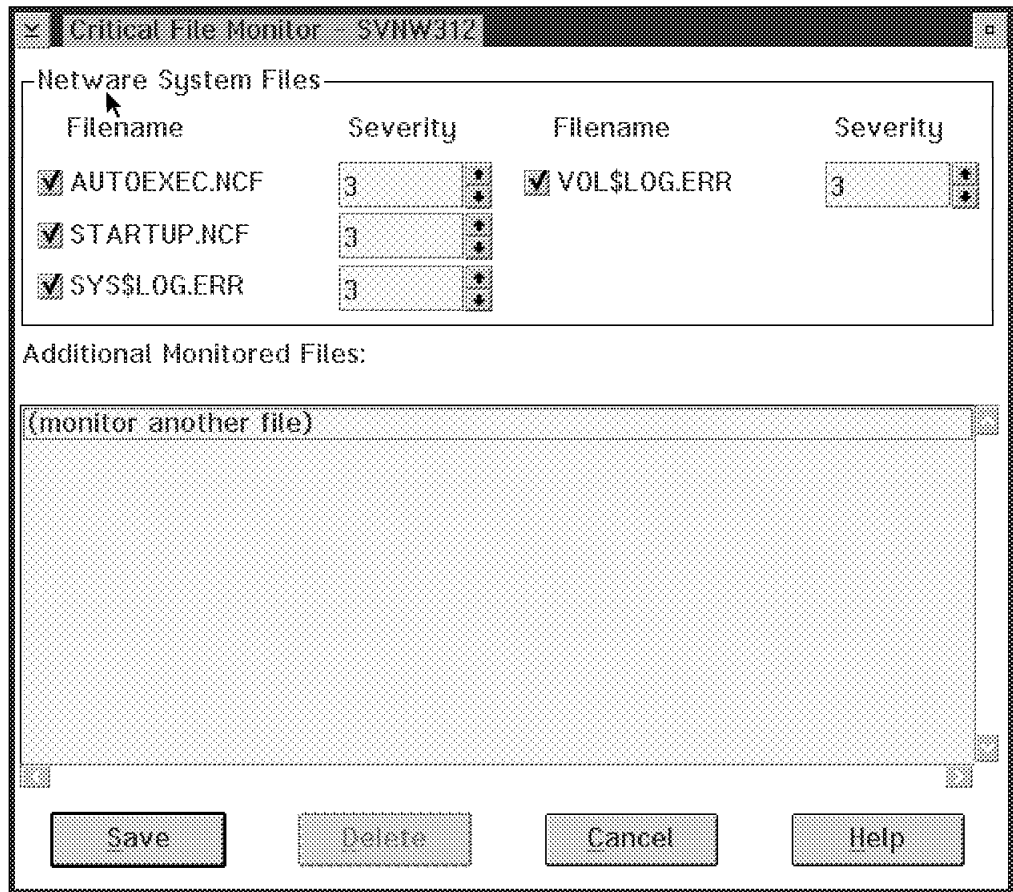 Critical File Monitor - SVNW312
Netware System Files
Filename Severity Filename Severity
AUTOEXEC.NCF 3 VOL$LOG.ERR 3
STARTUP.NCF 3
SYS$LOG.ERR 3
Additional Monitored Files:
(monitor another file)
Save Delete Cancel Help